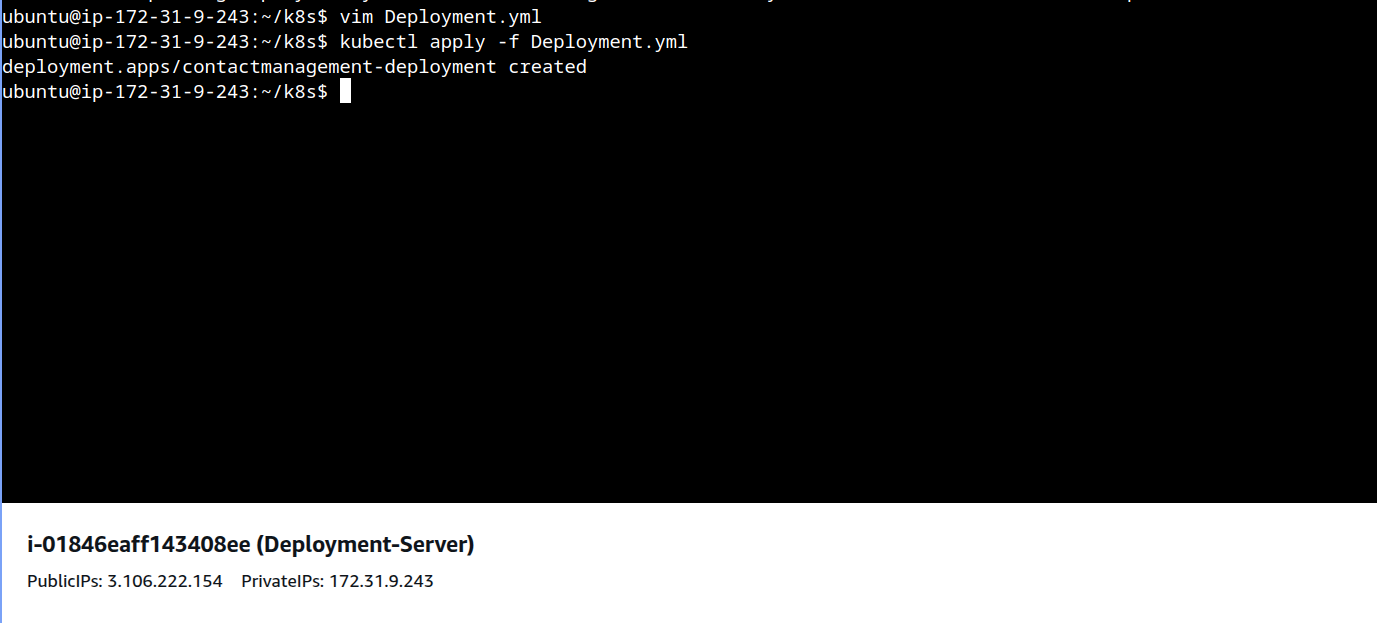 ubuntu@ip-172-31-9-243:~/k8s$ vim Deployment.yml
ubuntu@ip-172-31-9-243:~/k8s$ kubectl apply -f Deployment.yml
deployment.apps/contactmanagement-deployment created
ubuntu@ip-172-31-9-243:~/k8s$
i-01846eaff143408ee (Deployment-Server)
PublicIPs: 3.106.222.154 PrivateIPs: 172.31.9.243